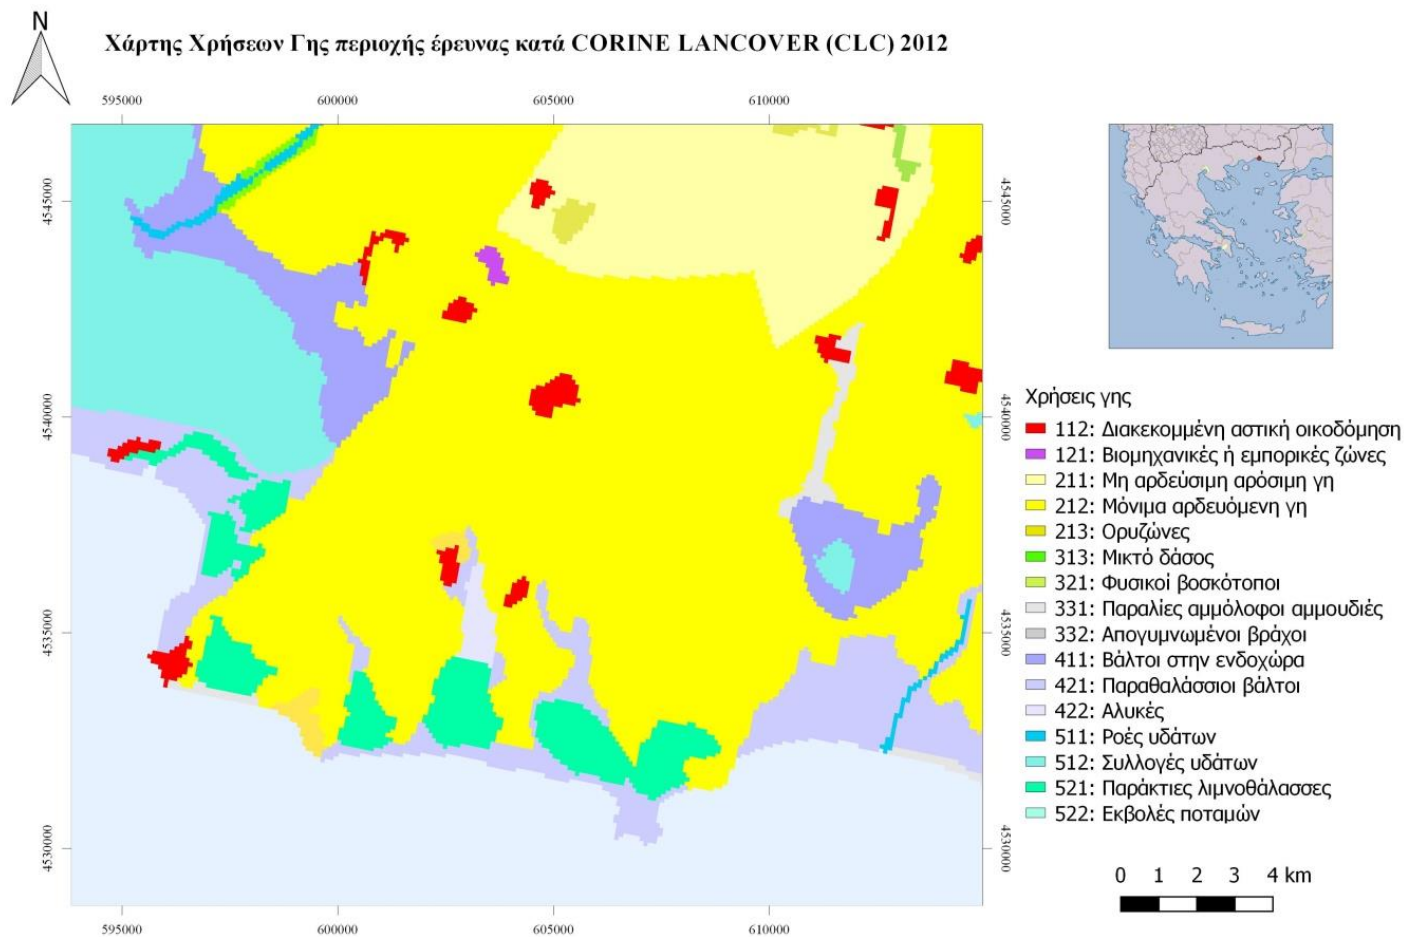 N
Χάρτης Χρήσεων Γης περιοχής έρευνας κατά CORINE LANCOVER (CLC) 2012
595000 600000 605000 610000
4545000 4545000
4540000 4540000
4535000 4535000
4530000 4530000
595000 600000 605000 610000
Χρήσεις γης
112: Διακεκομμένη αστική οικοδόμηση
121: Βιομηχανικές ή εμπορικές ζώνες
211: Μη αρδεύσιμη αρόσιμη γη
212: Μόνιμα αρδευόμενη γη
213: Ορυζώνες
313: Μικτό δάσος
321: Φυσικοί βοσκότοποι
331: Παραλίες αμμόλοφοι αμμουδιές
332: Απογυμνωμένοι βράχοι
411: Βάλτοι στην ενδοχώρα
421: Παραθαλάσσιοι βάλτοι
422: Αλυκές
511: Ροές υδάτων
512: Συλλογές υδάτων
521: Παράκτιες λιμνοθάλασσες
522: Εκβολές ποταμών
0 1 2 3 4 km